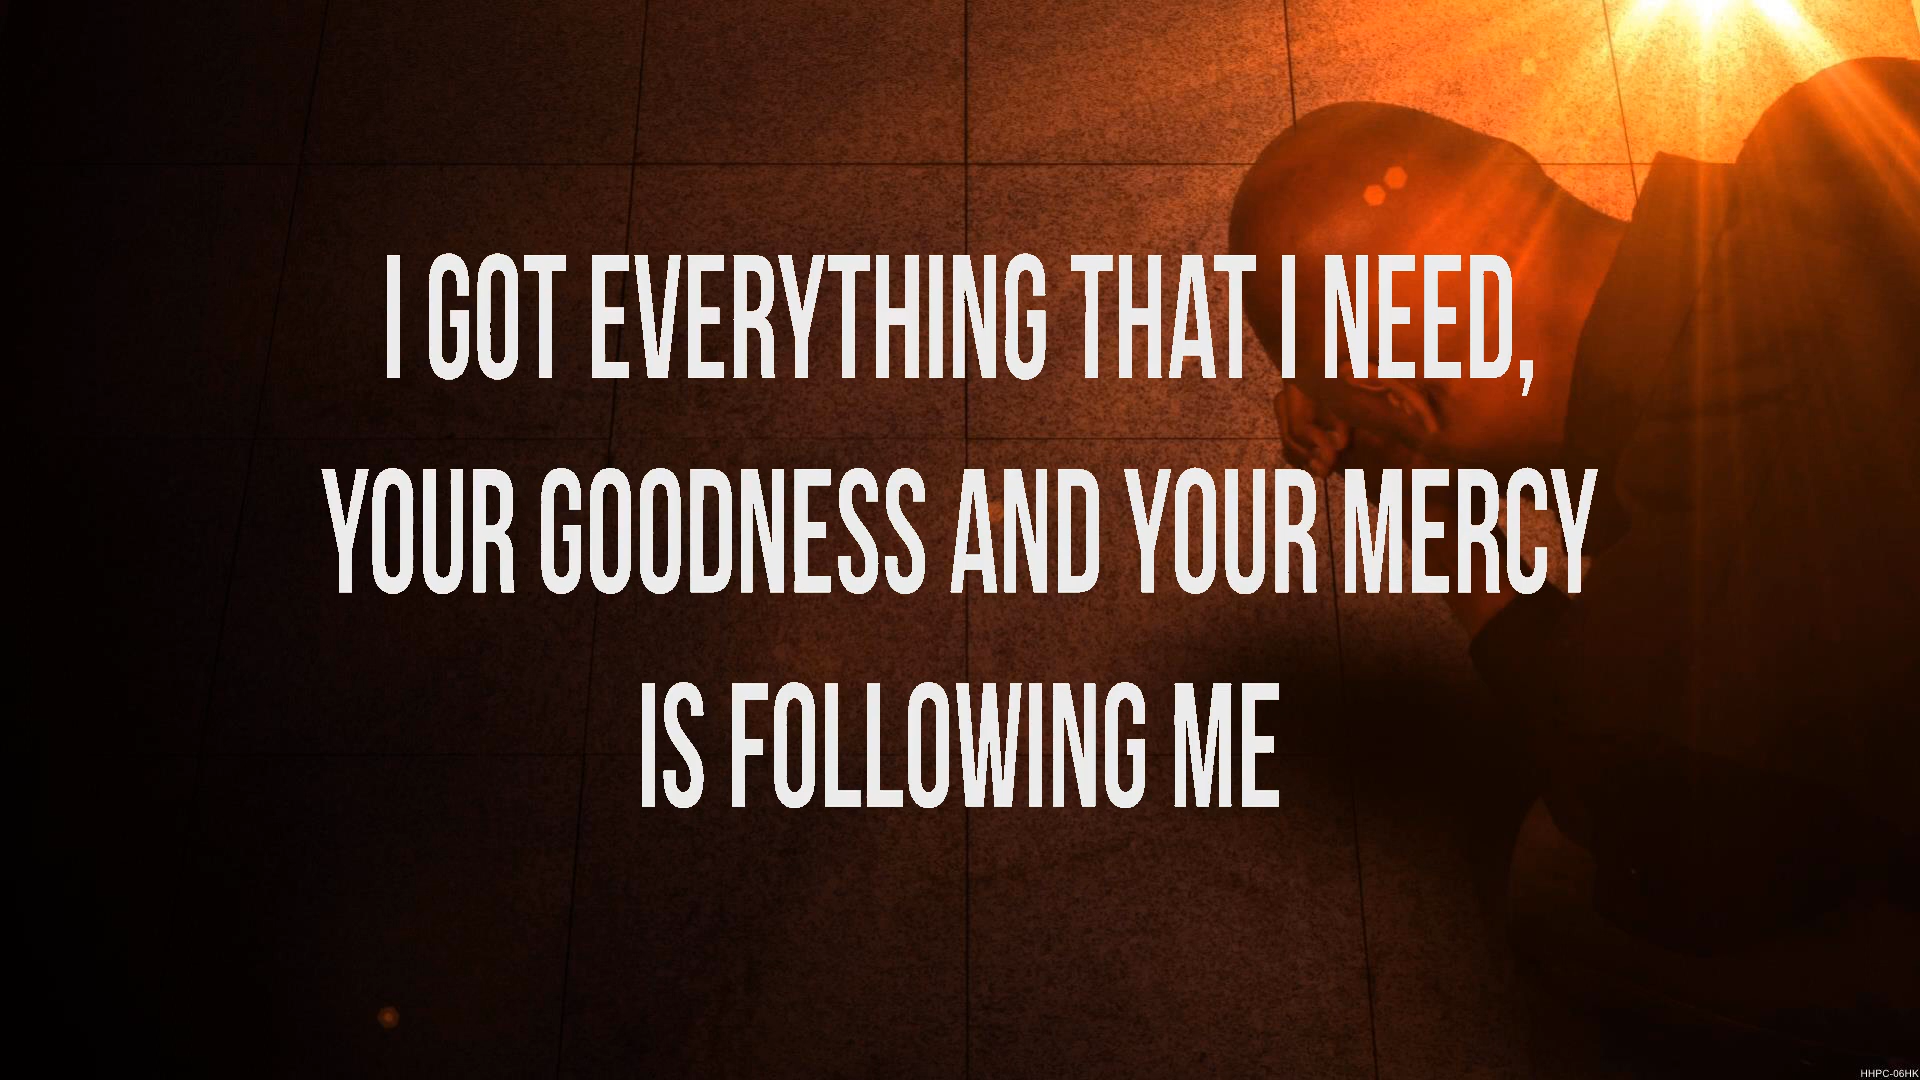 I GOT EVERYTHING THAT I NEED,
YOUR GOODNESS AND YOUR MERCY
IS FOLLOWING ME
HHPC-06HK